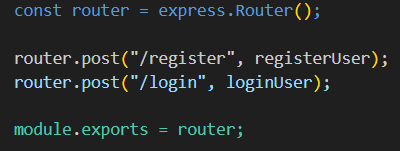 const router = express.Router();
router.post("/register", registerUser);
router.post("/login", loginUser);
module.exports = router;